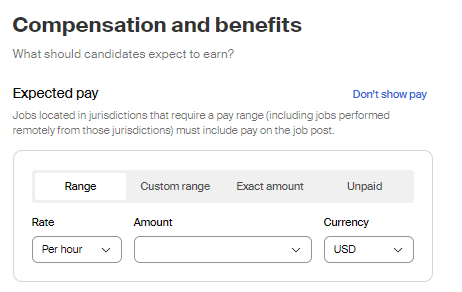 Compensation and benefits
What should candidates expect to earn?
Expected pay
Don't show pay
Jobs located in jurisdictions that require a pay range (including jobs performed
remotely from those jurisdictions) must include pay on the job post.
Range Custom range Exact amount Unpaid
Rate Amount Currency
Per hour USD